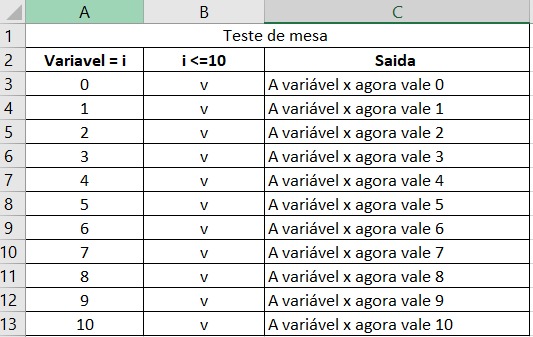 A B C
1 Teste de mesa
2 Variavel = i i <=10 Saida
3 0 v A variável x agora vale 0
4 1 v A variável x agora vale 1
5 2 v A variável x agora vale 2
6 3 v A variável x agora vale 3
7 4 v A variável x agora vale 4
8 5 v A variável x agora vale 5
9 6 v A variável x agora vale 6
10 7 v A variável x agora vale 7
11 8 v A variável x agora vale 8
12 9 v A variável x agora vale 9
13 10 v A variável x agora vale 10